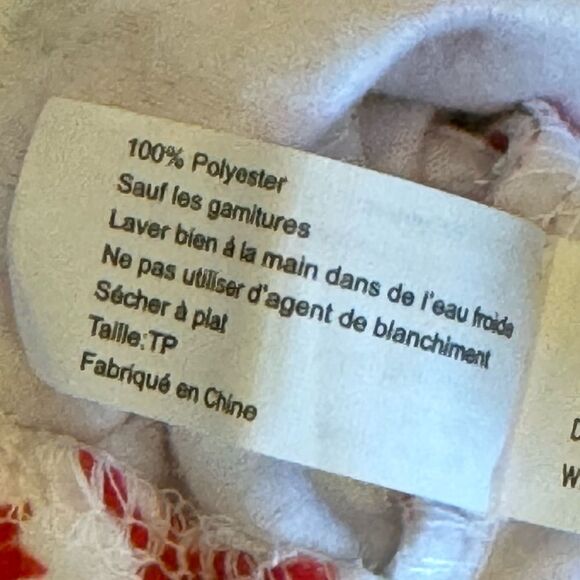 100% Polyester
Sauf les garnitures
Laver bien à la main dans de l'eau froide
Ne pas utiliser d'agent de blanchiment
Sécher à plat
Taille:TP
Fabriqué en Chine